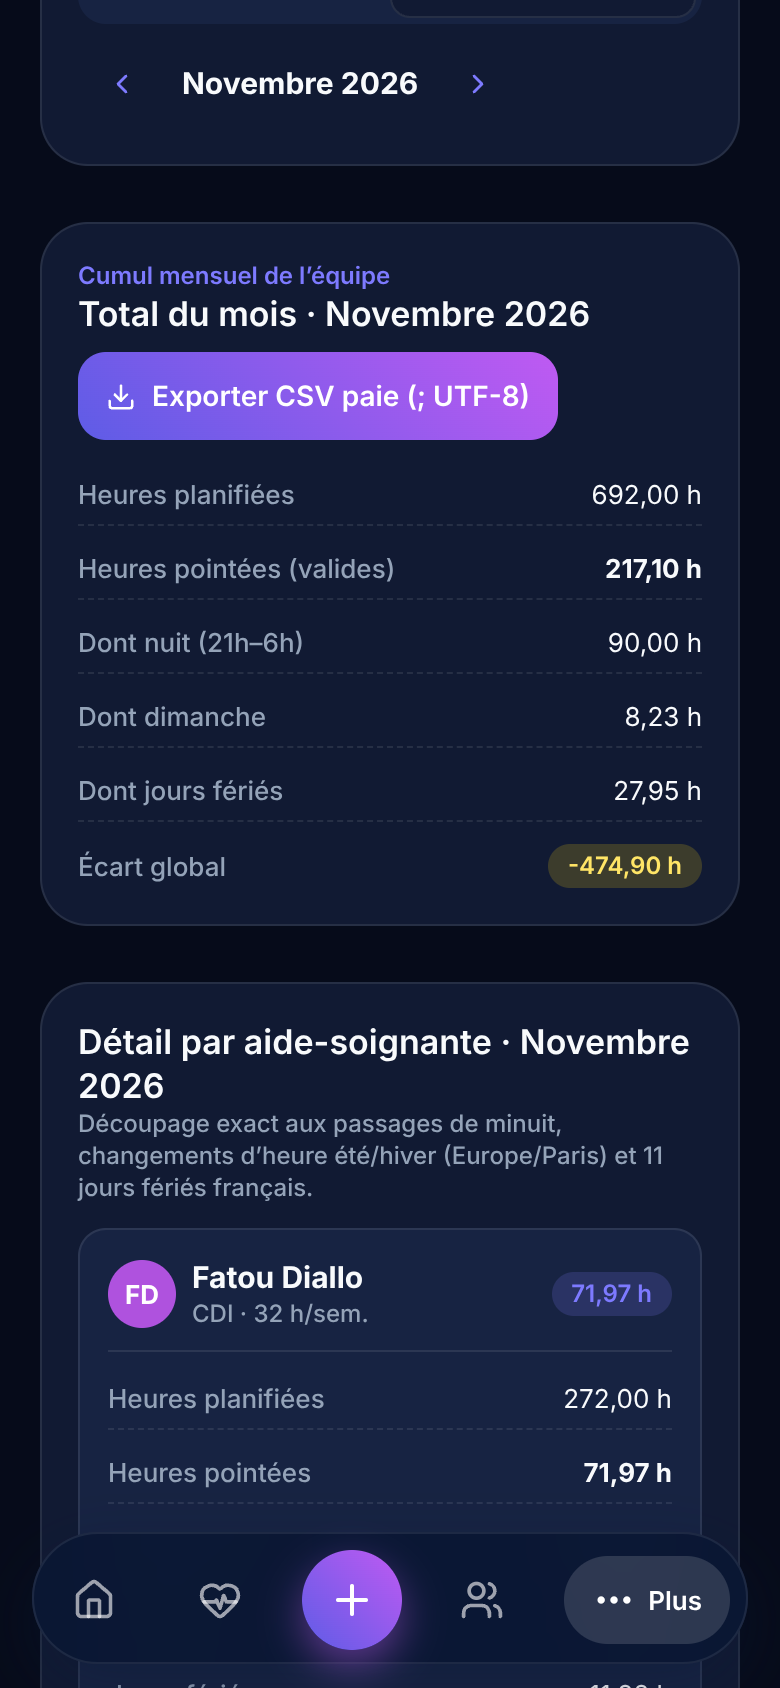 Novembre 2026
Cumul mensuel de l’équipe
Total du mois · Novembre 2026
Exporter CSV paie (; UTF-8)
Heures planifiées 692,00 h
Heures pointées (valides) 217,10 h
Dont nuit (21h–6h) 90,00 h
Dont dimanche 8,23 h
Dont jours fériés 27,95 h
Écart global -474,90 h
Détail par aide-soignante · Novembre
2026
Découpage exact aux passages de minuit,
changements d’heure été/hiver (Europe/Paris) et 11
jours fériés français.
FD Fatou Diallo 71,97 h
CDI · 32 h/sem.
Heures planifiées 272,00 h
Heures pointées 71,97 h
Plus